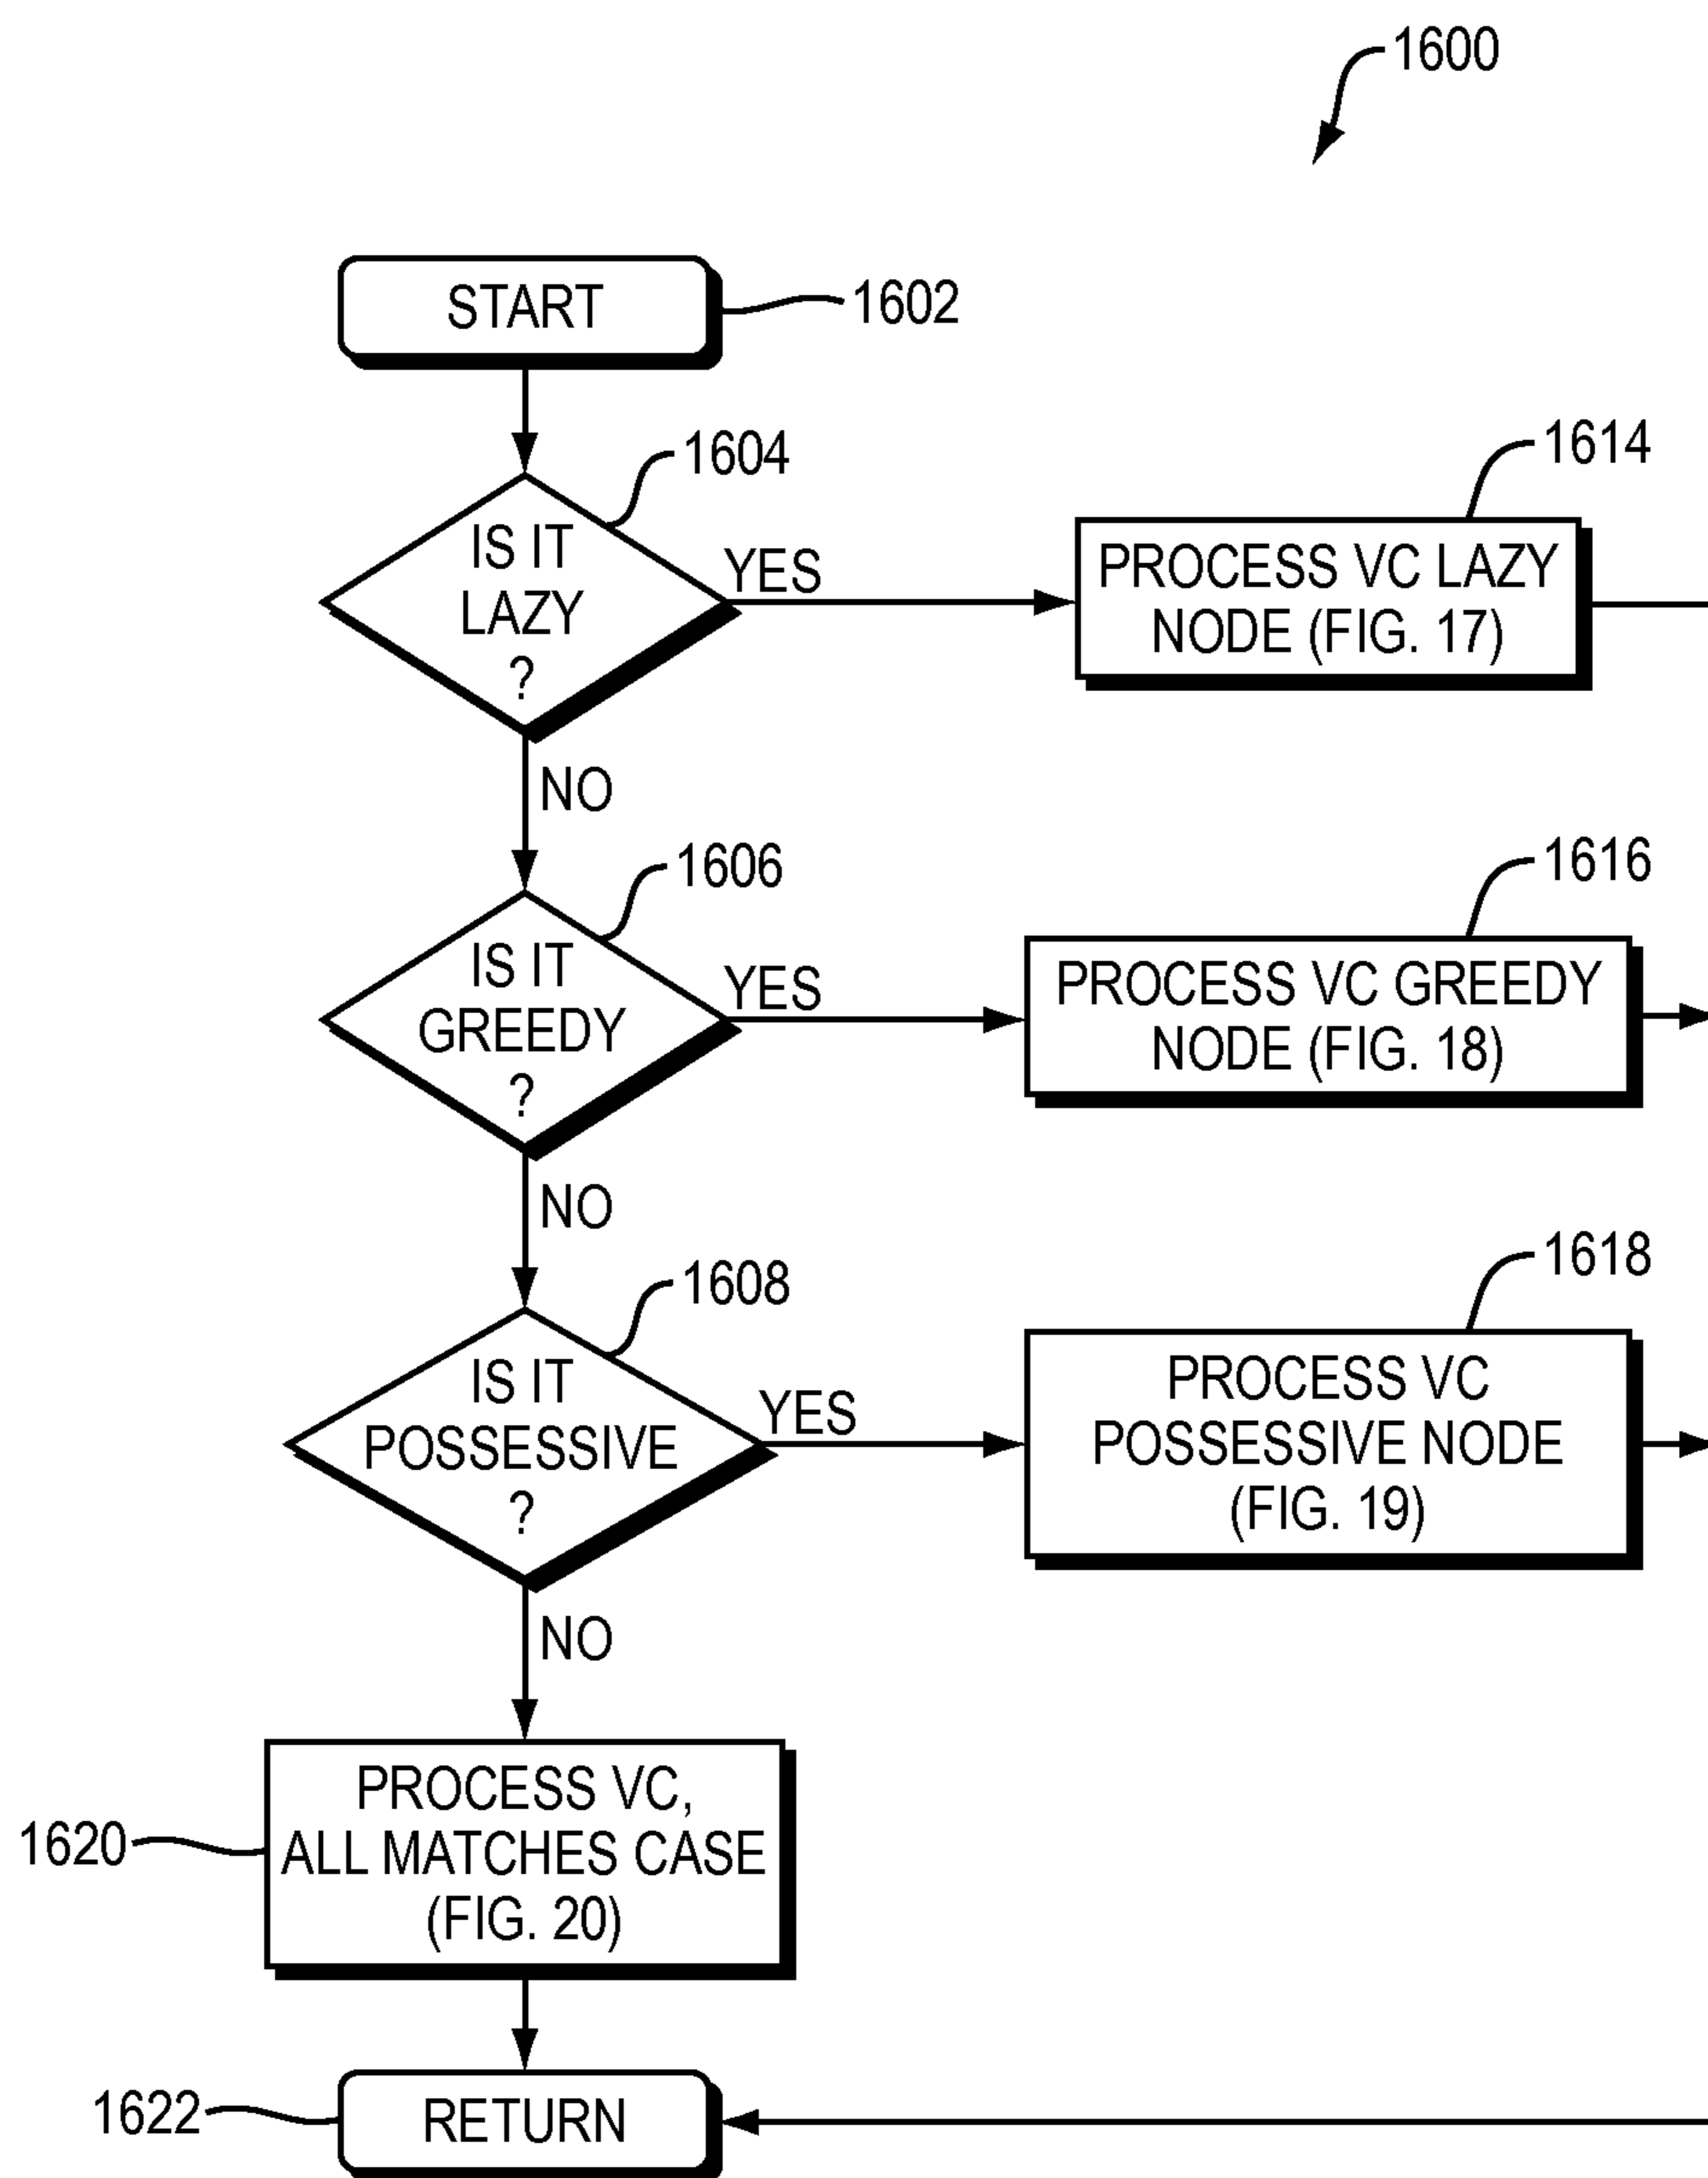 1600
START
1602
1604
IS IT
LAZY
?
YES
1614
PROCESS VC LAZY
NODE (FIG. 17)
NO
1606
IS IT
GREEDY
?
YES
1616
PROCESS VC GREEDY
NODE (FIG. 18)
NO
1608
IS IT
POSSESSIVE
?
YES
1618
PROCESS VC
POSSESSIVE NODE
(FIG. 19)
NO
1620
PROCESS VC,
ALL MATCHES CASE
(FIG. 20)
1622
RETURN